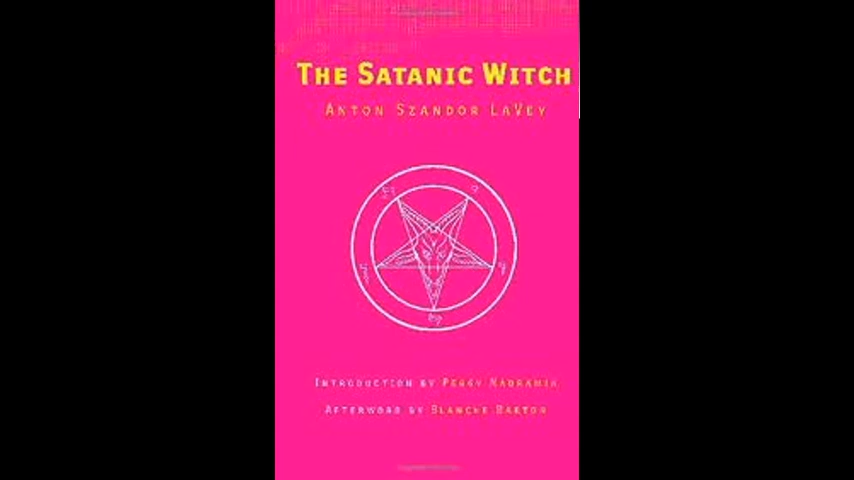 THE SATANIC WITCH
ANTON SZANDOR LAVEY
INTRODUCTION BY PEGGY NADRAMIA
AFTERWORD BY BLANCHE BARTON